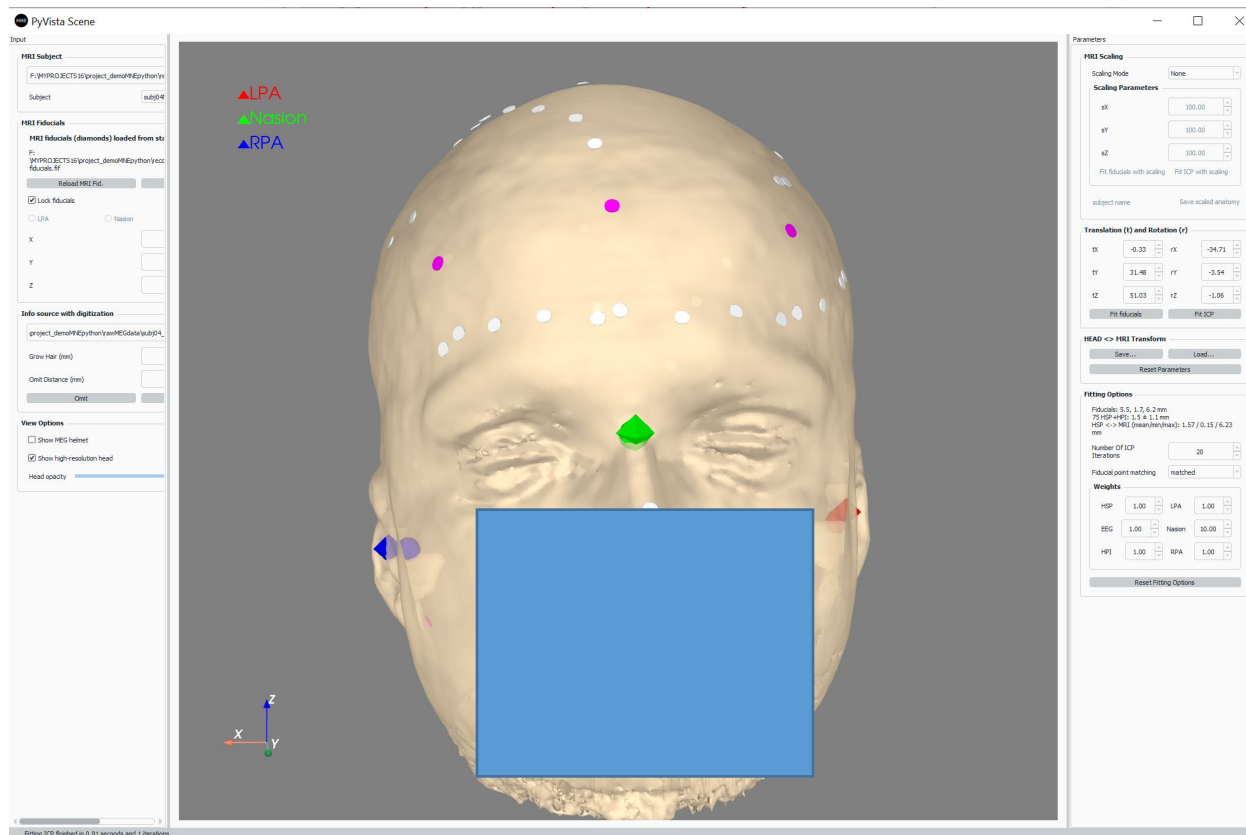 PyVista Scene
Input
MRI Subject
F:\MYPROJECTS16\project_demoMNEpython\re
Subject
subj04
MRI Fiducials
MRI fiducials (diamonds) loaded from sta
F:
\MYPROJECTS16\project_demoMNEpython\reco
fiducials.fif
Reload MRI Fid.
Lock fiducials
LPA Nasion
X
Y
Z
Info source with digitization
\project_demoMNEpython\rawMEGdata\subj04_
Grow Hair (mm)
Omit Distance (mm)
Omit
View Options
Show MEG helmet
Show high-resolution head
Head opacity
Fitting ICP finished in 0.91 seconds and 1 iterations
LPA
Nasion
RPA
Z
X
Y
Parameters
MRI Scaling
Scaling Mode None
Scaling Parameters
sX 100.00
sY 100.00
sZ 100.00
Fit fiducials with scaling Fit ICP with scaling
subject name Save scaled anatomy
Translation (t) and Rotation (r)
tX -0.33 rX -34.71
tY 31.48 rY -3.54
tZ 51.03 rZ -1.06
Fit fiducials Fit ICP
HEAD <> MRI Transform
Save... Load...
Reset Parameters
Fitting Options
Fiducials: 5.5, 1.7, 6.2 mm
75 HSP+HPI: 1.5 ± 1.1 mm
HSP <-> MRI (mean/min/max): 1.57 / 0.15 / 6.23
mm
Number Of ICP
Iterations
20
Fiducial point matching matched
Weights
HSP 1.00 LPA 1.00
EEG 1.00 Nasion 10.00
HPI 1.00 RPA 1.00
Reset Fitting Options